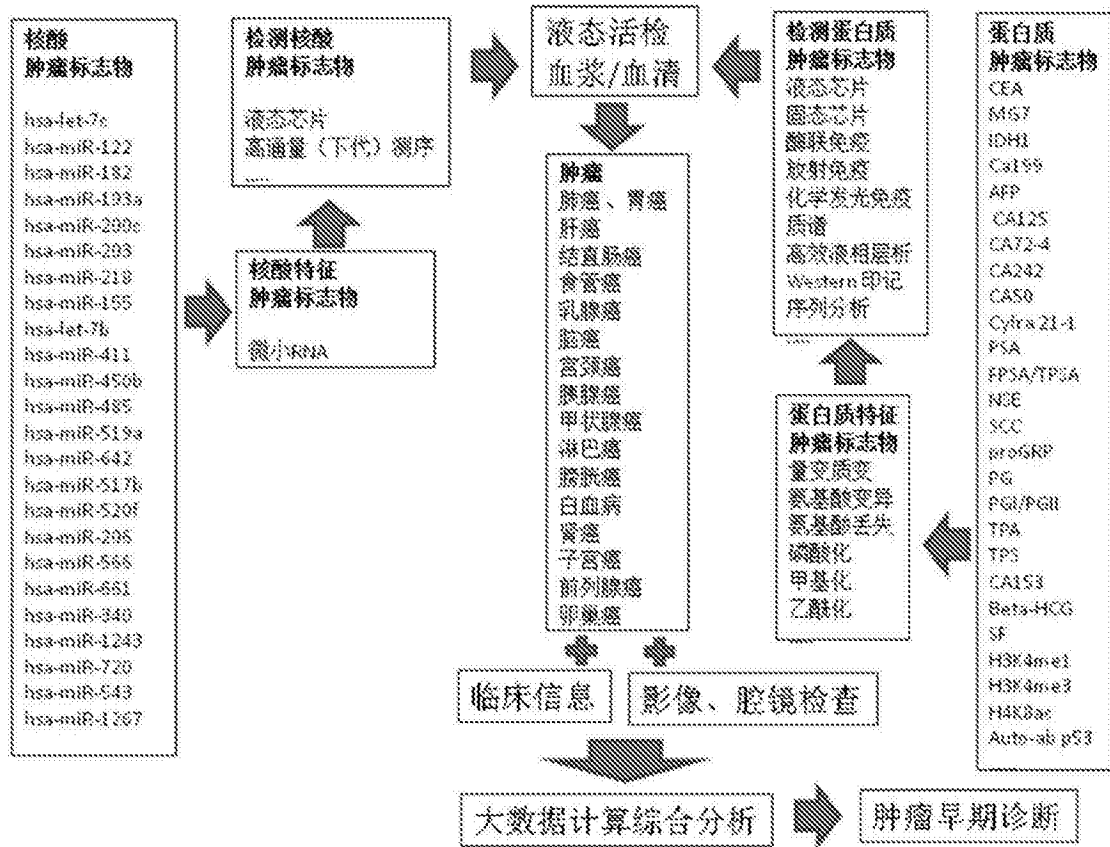 核酸
肿瘤标志物
hsa-let-7c
hsa-miR-122
hsa-miR-182
hsa-miR-193a
hsa-miR-200c
hsa-miR-203
hsa-miR-218
hsa-miR-155
hsa-let-7b
hsa-miR-411
hsa-miR-450b
hsa-miR-485
hsa-miR-519a
hsa-miR-642
hsa-miR-517b
hsa-miR-520f
hsa-miR-206
hsa-miR-566
hsa-miR-661
hsa-miR-340
hsa-miR-1243
hsa-miR-720
hsa-miR-543
hsa-miR-1267
检测核酸
肿瘤标志物
液态芯片
高通量（下代）测序
.....
核酸特征
肿瘤标志物
微小RNA
液态活检
血浆/血清
肿瘤
肺癌、胃癌
肝癌
结直肠癌
食管癌
乳腺癌
脑癌
宫颈癌
胰腺癌
甲状腺癌
淋巴癌
膀胱癌
白血病
肾癌
子宫癌
前列腺癌
卵巢癌
临床信息
影像、腔镜检查
大数据计算综合分析
肿瘤早期诊断
检测蛋白质
肿瘤标志物
液态芯片
固态芯片
酶联免疫
放射免疫
化学发光免疫
质谱
高效液相层析
Western 印记
序列分析
.....
蛋白质特征
肿瘤标志物
量变质变
氨基酸变异
氨基酸丢失
磷酸化
甲基化
乙酰化
.....
蛋白质
肿瘤标志物
CEA
MG7
IDH1
Ca199
AFP
CA125
CA72-4
CA242
CA50
Cyfra 21-1
PSA
FPSA/TPSA
NSE
SCC
proGRP
PG
PGI/PGII
TPA
TPS
CA153
Beta-HCG
SF
H3K4me1
H3K4me3
H4K8ac
Auto-ab p53